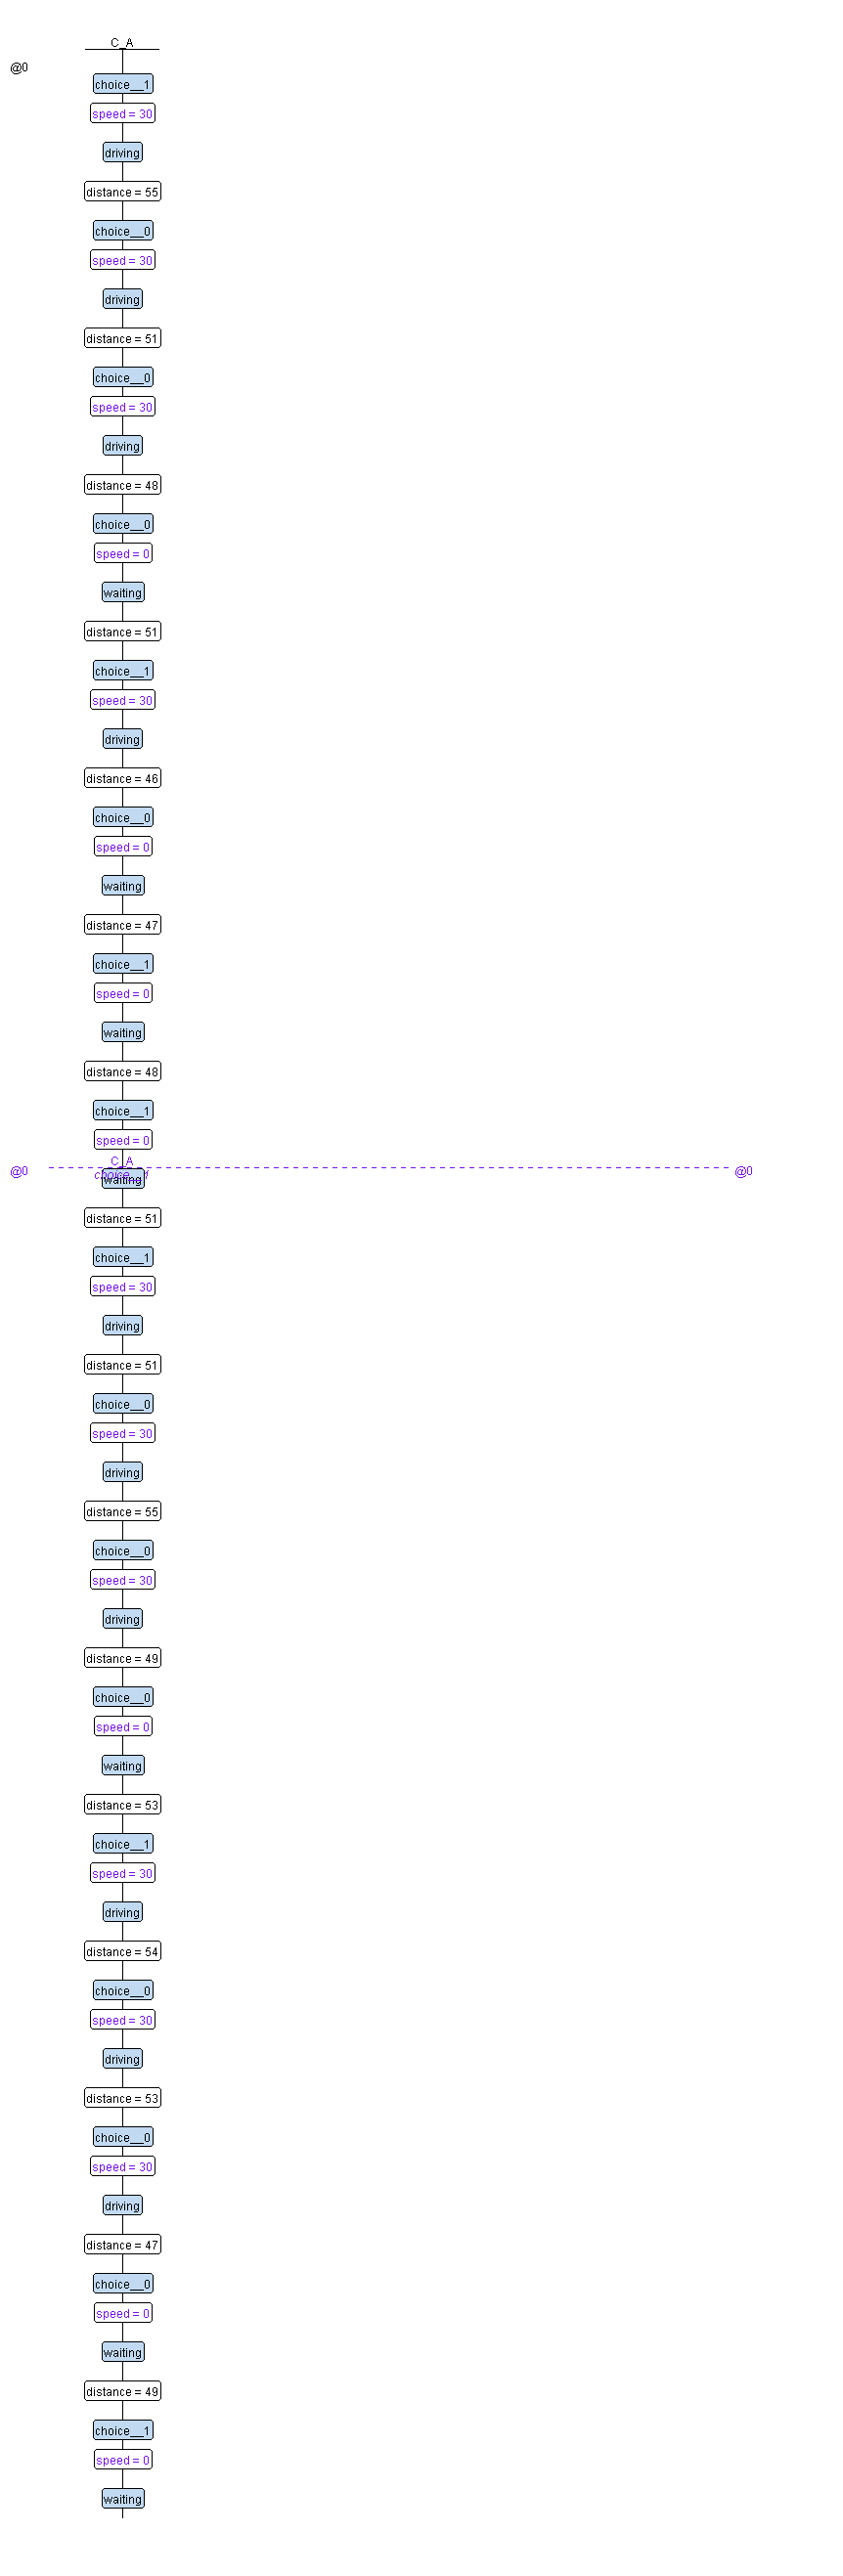 C_A
@0
choice__1
speed = 30
driving
distance = 55
choice__0
speed = 30
driving
distance = 51
choice__0
speed = 30
driving
distance = 48
choice__0
speed = 0
waiting
distance = 51
choice__1
speed = 30
driving
distance = 46
choice__0
speed = 0
waiting
distance = 47
choice__1
speed = 0
waiting
distance = 48
choice__1
speed = 0
C_A
@0 @0
waiting
distance = 51
choice__1
speed = 30
driving
distance = 51
choice__0
speed = 30
driving
distance = 55
choice__0
speed = 30
driving
distance = 49
choice__0
speed = 0
waiting
distance = 53
choice__1
speed = 30
driving
distance = 54
choice__0
speed = 30
driving
distance = 53
choice__0
speed = 30
driving
distance = 47
choice__0
speed = 0
waiting
distance = 49
choice__1
speed = 0
waiting